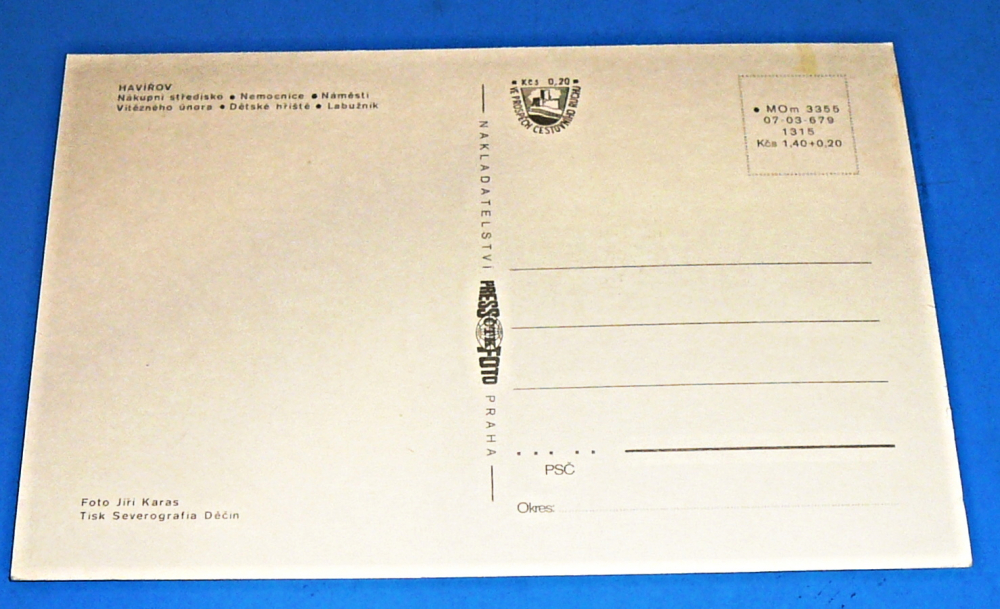 HAVÍŘOV
Nákupní středisko ● Nemocnice ● Náměstí
Vítězného února ● Dětské hřiště ● Labužník
Foto Jiří Karas
Tisk Severografia Děčín
NAKLADATELSTVÍ PRESSFOTO PRAHA
ČTK
● Kčs 0,20 ●
VE PROSPĚCH CESTOVNÍHO RUCHU
● MOm 3355
07-03-679
1315
Kčs 1,40+0,20
PSČ
Okres: